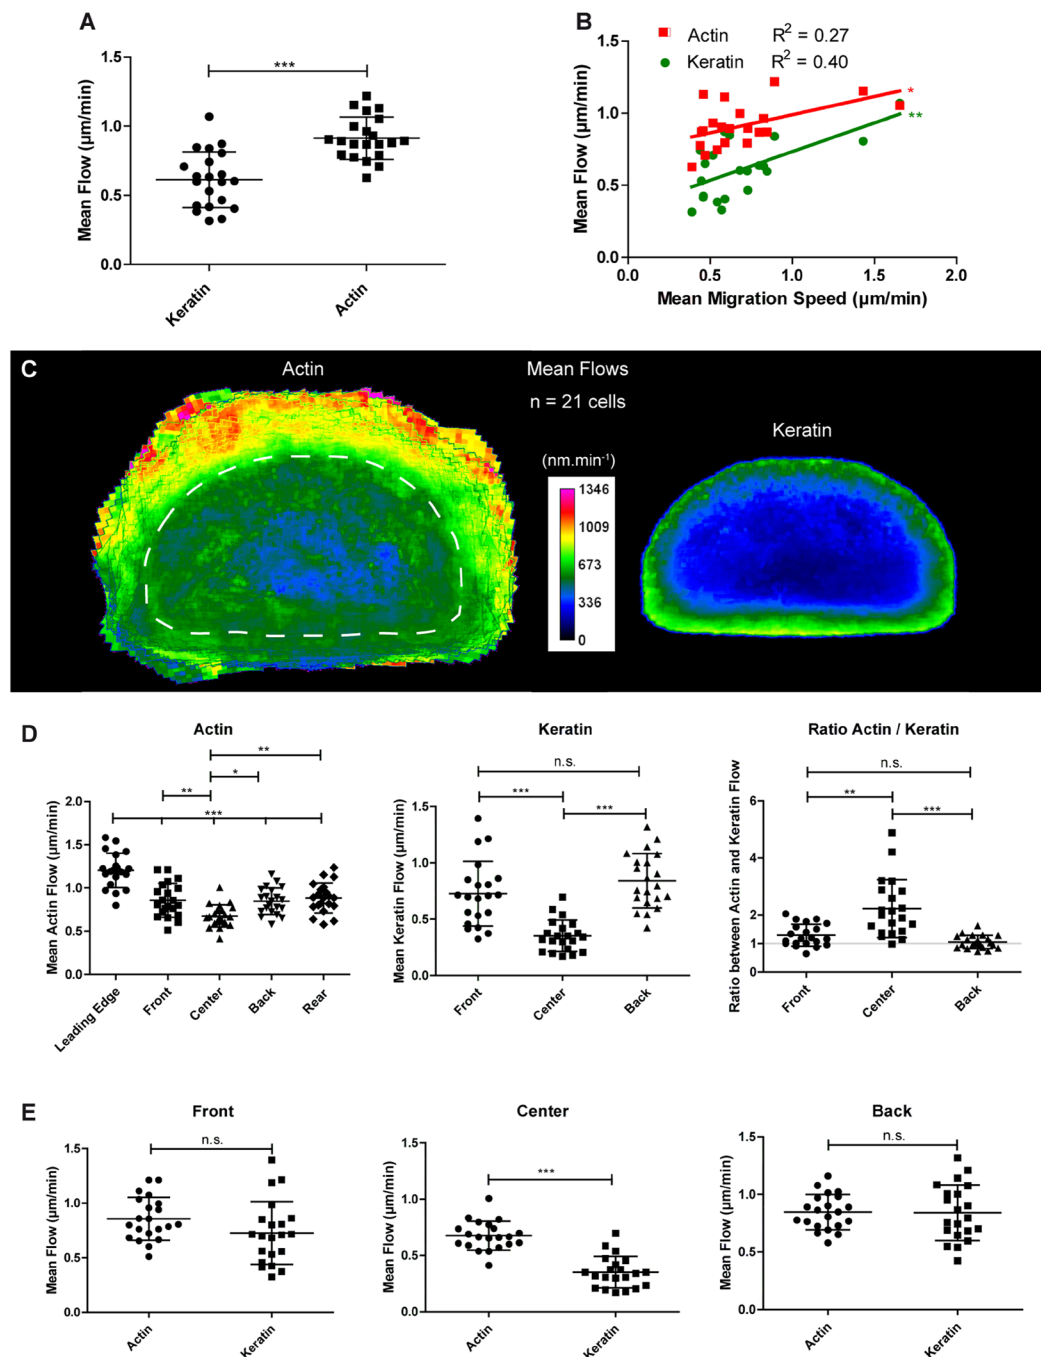 A
Mean Flow (µm/min)
1.5
1.0
0.5
0.0
***
Keratin
Actin
B
Mean Flow (µm/min)
1.5
1.0
0.5
0.0
Actin R² = 0.27
Keratin R² = 0.40
*
**
0.0 0.5 1.0 1.5 2.0
Mean Migration Speed (µm/min)
C
Actin
Mean Flows
n = 21 cells
Keratin
(nm.min⁻¹)
1346
1009
673
336
0
D
Actin
**
*
**
***
Mean Actin Flow (µm/min)
2.0
1.5
1.0
0.5
0.0
Leading Edge
Front
Center
Back
Rear
Keratin
n.s.
***
***
Mean Keratin Flow (µm/min)
1.5
1.0
0.5
0.0
Front
Center
Back
Ratio Actin / Keratin
n.s.
**
***
Ratio between Actin and Keratin Flow
6
4
2
1
0
Front
Center
Back
E
Front
n.s.
Mean Flow (µm/min)
1.5
1.0
0.5
0.0
Actin
Keratin
Center
***
Mean Flow (µm/min)
1.5
1.0
0.5
0.0
Actin
Keratin
Back
n.s.
Mean Flow (µm/min)
1.5
1.0
0.5
0.0
Actin
Keratin